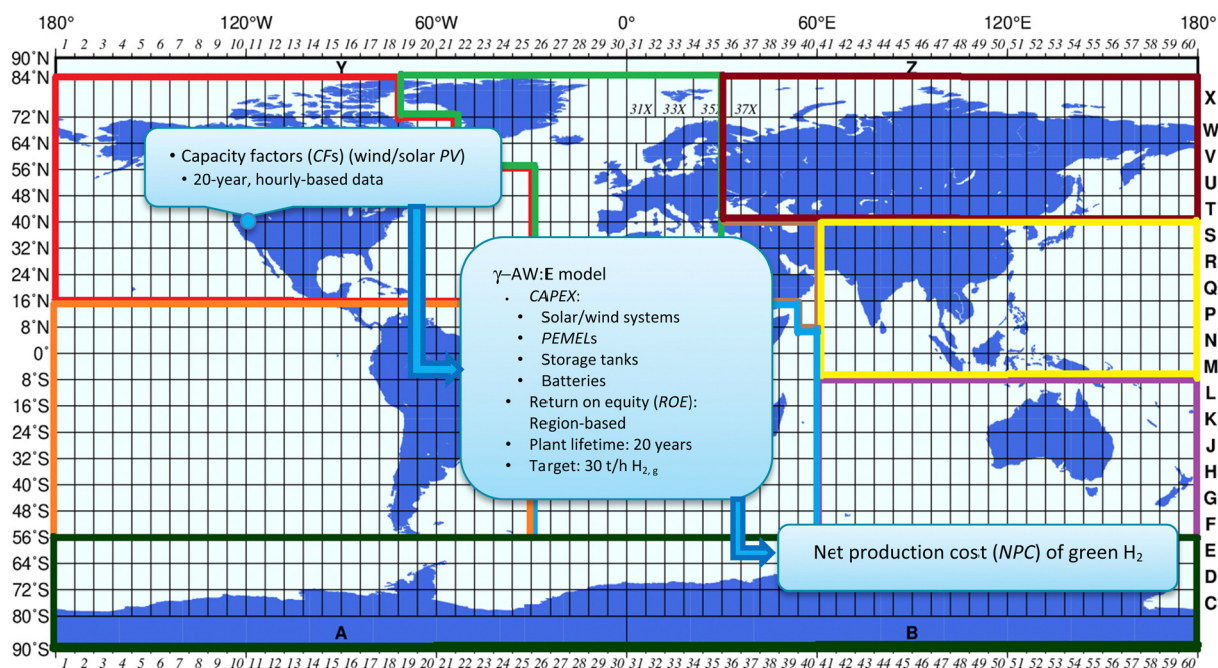 180° 120°W 60°W 0° 60°E 120°E 180°
1 2 3 4 5 6 7 8 9 10 11 12 13 14 15 16 17 18 19 20 21 22 23 24 25 26 27 28 29 30 31 32 33 34 35 36 37 38 39 40 41 42 43 44 45 46 47 48 49 50 51 52 53 54 55 56 57 58 59 60
90°N
Y Z
84°N
X
31X 33X 35X 37X
72°N
W
64°N
V
56°N
U
48°N
T
40°N
S
32°N
R
24°N
Q
16°N
P
8°N
N
0°
M
8°S
L
16°S
K
24°S
J
32°S
H
40°S
G
48°S
F
56°S
E
64°S
D
72°S
C
80°S
A B
90°S
1 2 3 4 5 6 7 8 9 10 11 12 13 14 15 16 17 18 19 20 21 22 23 24 25 26 27 28 29 30 31 32 33 34 35 36 37 38 39 40 41 42 43 44 45 46 47 48 49 50 51 52 53 54 55 56 57 58 59 60
• Capacity factors (CFs) (wind/solar PV)
• 20-year, hourly-based data
γ–AW:E model
• CAPEX:
• Solar/wind systems
• PEMELs
• Storage tanks
• Batteries
• Return on equity (ROE):
Region-based
• Plant lifetime: 20 years
• Target: 30 t/h H2, g
Net production cost (NPC) of green H2